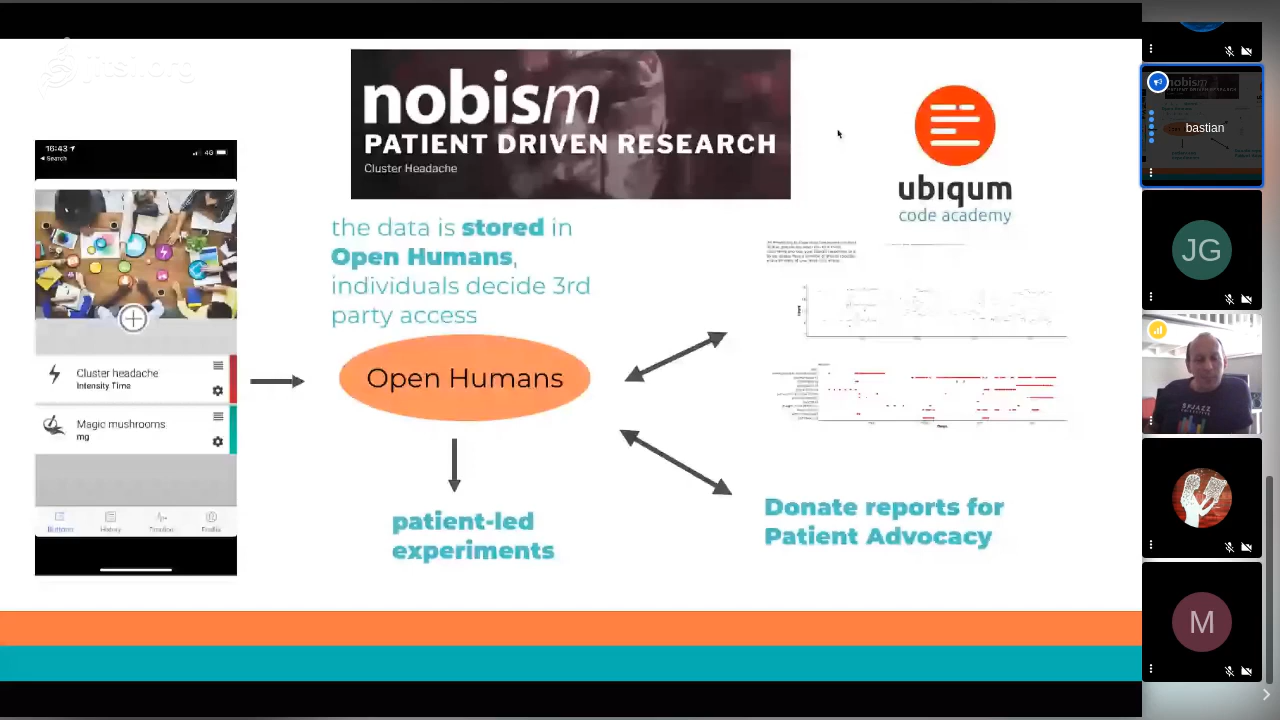 jitsi.org
nobism
PATIENT DRIVEN RESEARCH
Cluster Headache
ubiqum
code academy
16:43
4G
Search
Cluster headache
Intensity Time
Magic mushrooms
mg
Buttons
History
Timeline
Profile
the data is stored in
Open Humans,
individuals decide 3rd
party access
Open Humans
patient-led
experiments
Donate reports for
Patient Advocacy
bastian
JG
M